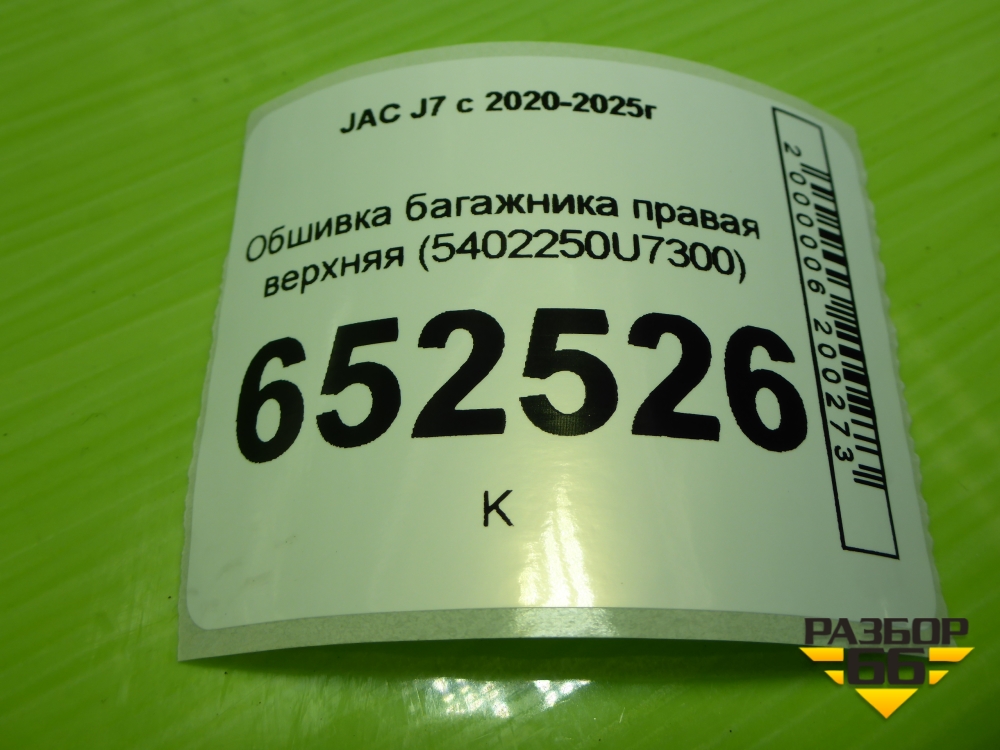 JAC J7 с 2020-2025г
Обшивка багажника правая
верхняя (5402250U7300)
652526
К
2000006200273
РАЗБОР
66